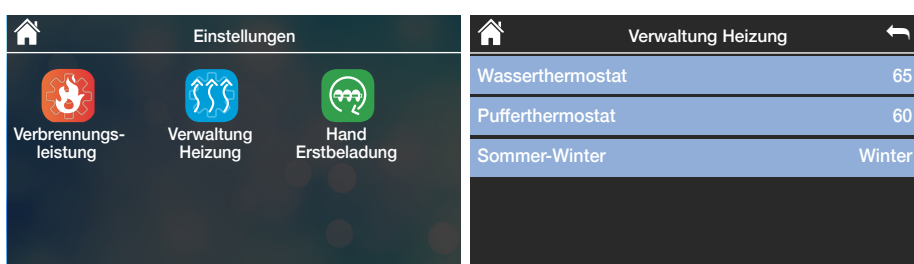 Einstellungen
Verbrennungs-
leistung
Verwaltung
Heizung
Hand
Erstbeladung
Verwaltung Heizung
Wasserthermostat 65
Pufferthermostat 60
Sommer-Winter Winter